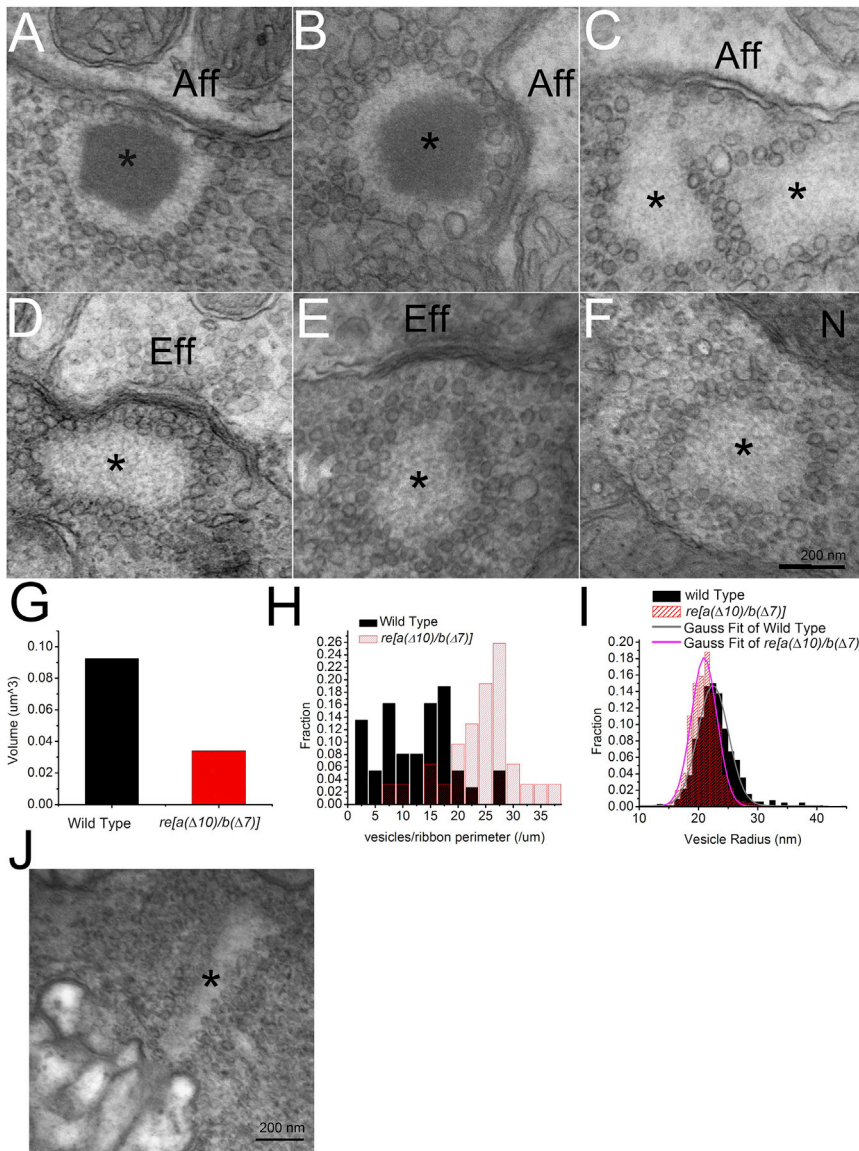 A
Aff
*
B
Aff
*
C
Aff
*
*
D
Eff
*
E
Eff
*
F
N
*
200 nm
G
Volume (um^3)
0.10
0.08
0.06
0.04
0.02
0.00
Wild Type
re[a(Δ10)/b(Δ7)]
H
Wild Type
re[a(Δ10)/b(Δ7)]
Fraction
0.26
0.24
0.22
0.20
0.18
0.16
0.14
0.12
0.10
0.08
0.06
0.04
0.02
0.00
5 10 15 20 25 30 35
vesicles/ribbon perimeter (/um)
I
wild Type
re[a(Δ10)/b(Δ7)]
Gauss Fit of Wild Type
Gauss Fit of re[a(Δ10)/b(Δ7)
Fraction
0.20
0.18
0.16
0.14
0.12
0.10
0.08
0.06
0.04
0.02
0.00
10 20 30 40
Vesicle Radius (nm)
J
*
200 nm